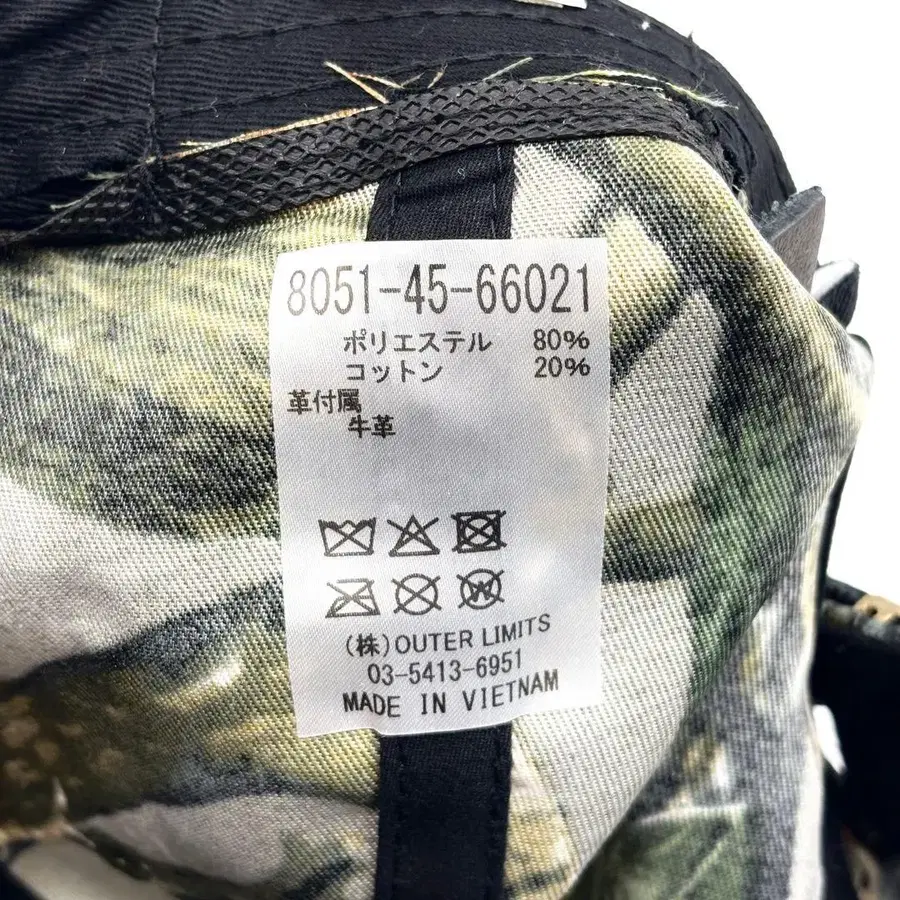 8051-45-66021
ポリエステル 80%
コットン 20%
革付属
牛革
(株)OUTER LIMITS
03-5413-6951
MADE IN VIETNAM